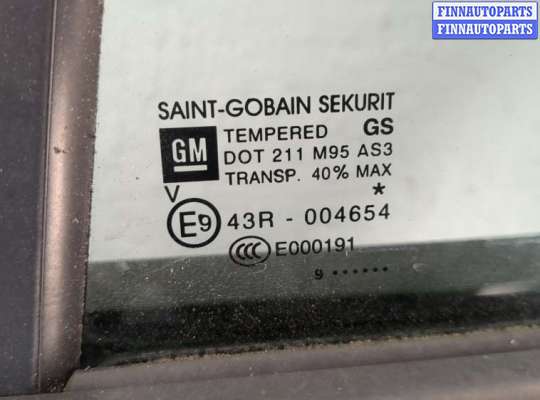 FINNAUTOPARTS
FINNAUTOPARTS
SAINT-GOBAIN SEKURIT
GM TEMPERED GS
DOT 211 M95 AS3
TRANSP. 40% MAX
V *
E9 43R - 004654
CCC E000191
9 ••••••